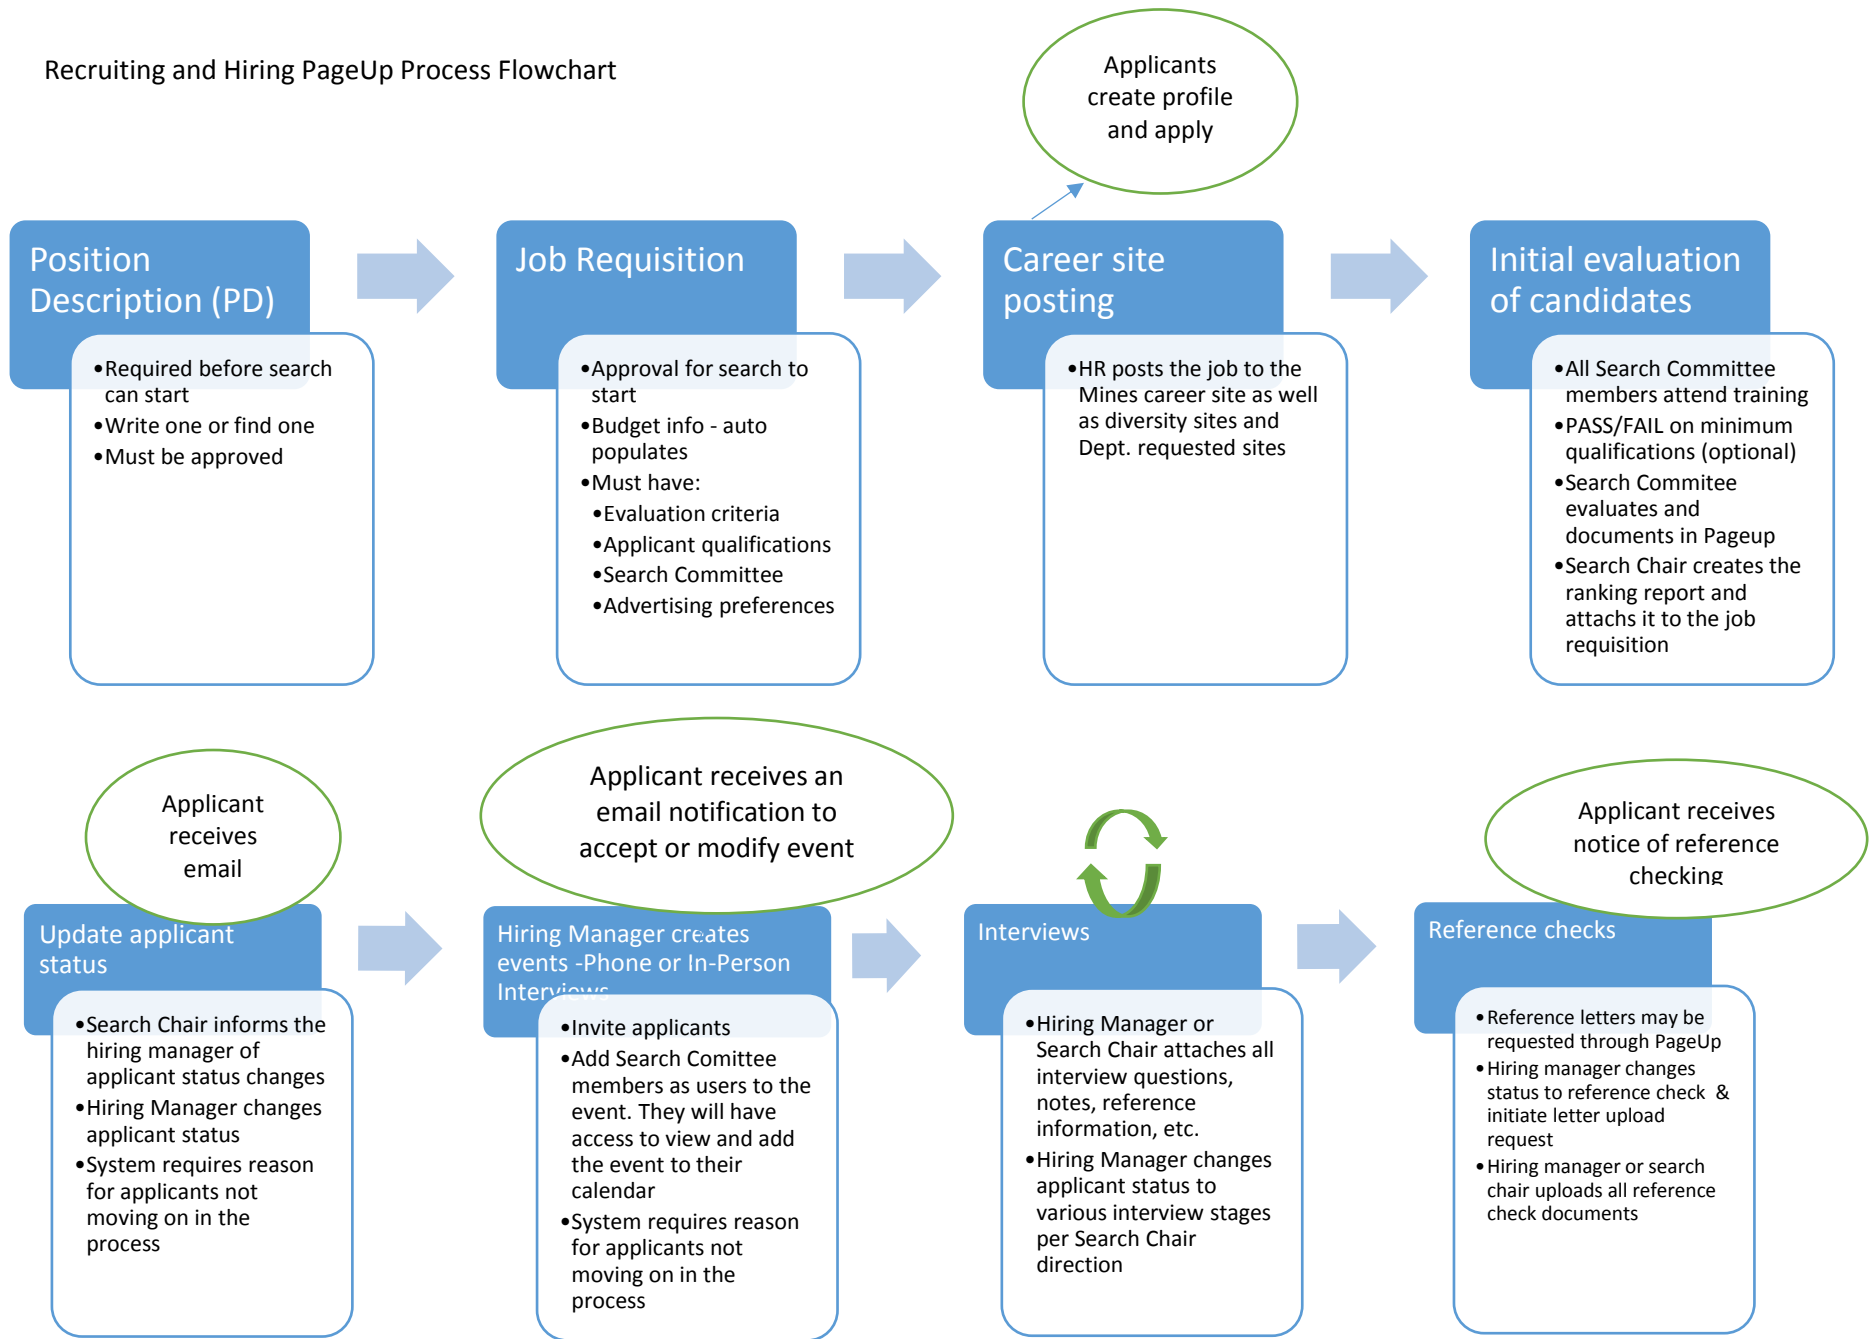 Recruiting and Hiring PageUp Process Flowchart
Applicants
create profile
and apply
Position
Description (PD)
•Required before search
can start
•Write one or find one
•Must be approved
Job Requisition
•Approval for search to
start
•Budget info - auto
populates
•Must have:
•Evaluation criteria
•Applicant qualifications
•Search Committee
•Advertising preferences
Career site
posting
•HR posts the job to the
Mines career site as well
as diversity sites and
Dept. requested sites
Initial evaluation
of candidates
•All Search Committee
members attend training
•PASS/FAIL on minimum
qualifications (optional)
•Search Commitee
evaluates and
documents in Pageup
•Search Chair creates the
ranking report and
attachs it to the job
requisition
Applicant
receives
email
Update applicant
status
•Search Chair informs the
hiring manager of
applicant status changes
•Hiring Manager changes
applicant status
•System requires reason
for applicants not
moving on in the
process
Applicant receives an
email notification to
accept or modify event
Hiring Manager creates
events -Phone or In-Person
Interviews
•Invite applicants
•Add Search Comittee
members as users to the
event. They will have
access to view and add
the event to their
calendar
•System requires reason
for applicants not
moving on in the
process
Interviews
•Hiring Manager or
Search Chair attaches all
interview questions,
notes, reference
information, etc.
•Hiring Manager changes
applicant status to
various interview stages
per Search Chair
direction
Applicant receives
notice of reference
checking
Reference checks
•Reference letters may be
requested through PageUp
•Hiring manager changes
status to reference check &
initiate letter upload
request
•Hiring manager or search
chair uploads all reference
check documents